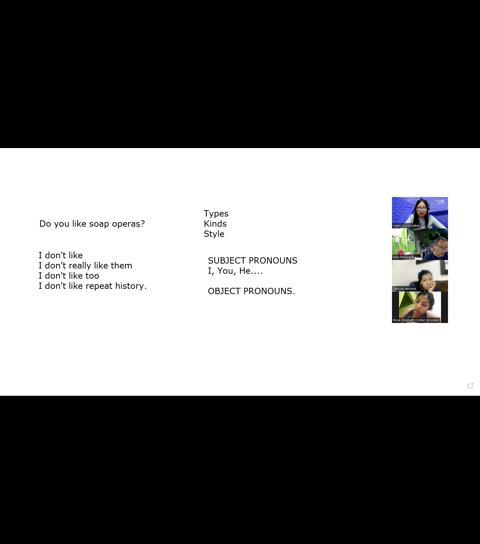 Do you like soap operas?
I don't like
I don't really like them
I don't like too
I don't like repeat history.
Types
Kinds
Style
SUBJECT PRONOUNS
I, You, He....
OBJECT PRONOUNS.